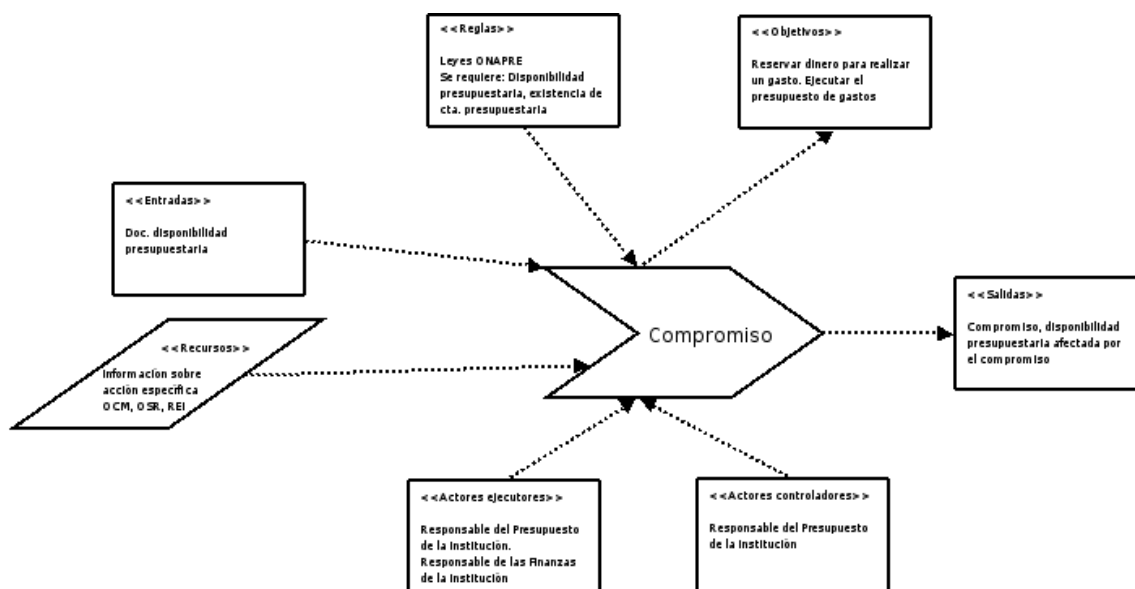 <<Reglas>>
Leyes ONAPRE
Se requiere: Disponibilidad
presupuestaria, existencia de
cta. presupuestaria
<<Objetivos>>
Reservar dinero para realizar
un gasto. Ejecutar el
presupuesto de gastos
<<Entradas>>
Doc. disponibilidad
presupuestaria
<<Recursos>>
Información sobre
acción específica
OCM, OSR, REI
Compromiso
<<Salidas>>
Compromiso, disponibilidad
presupuestaria afectada por
el compromiso
<<Actores ejecutores>>
Responsable del Presupuesto
de la Institución.
Responsable de las Finanzas
de la Institución
<<Actores controladores>>
Responsable del Presupuesto
de la Institución